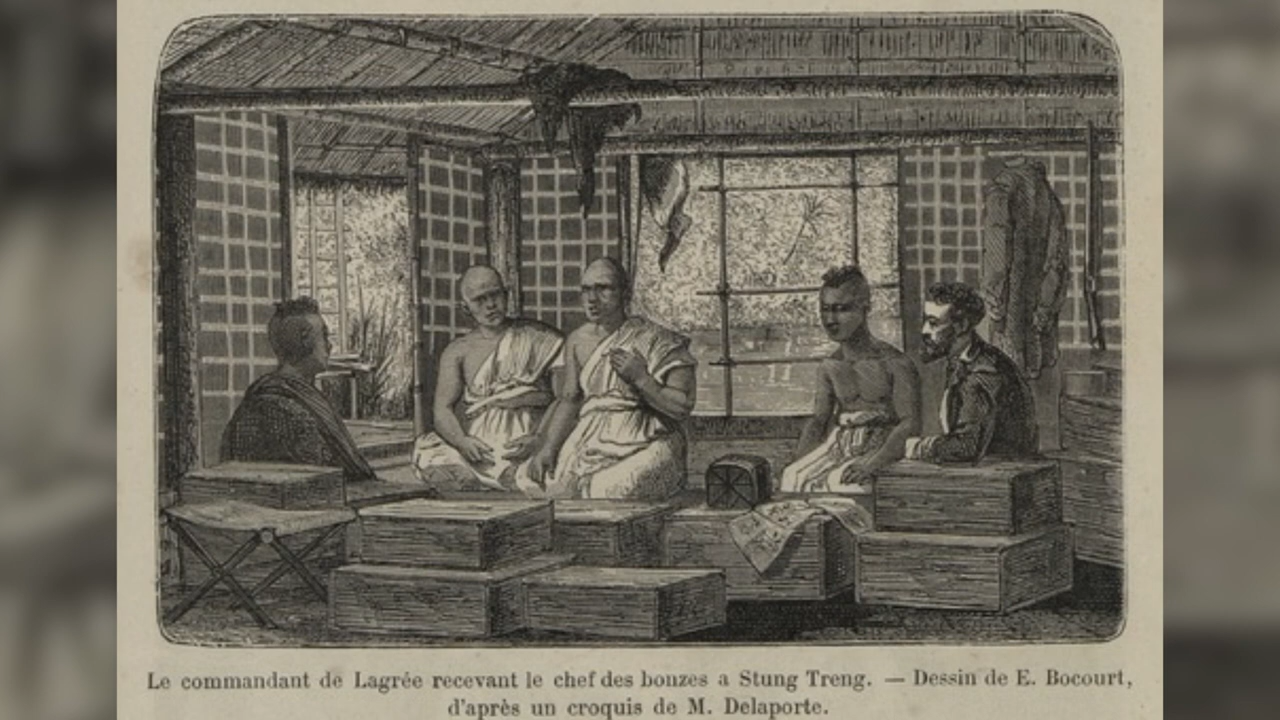 Le commandant de Lagrée recevant le chef des bonzes a Stung Treng. — Dessin de E. Bocourt,
d'après un croquis de M. Delaporte.